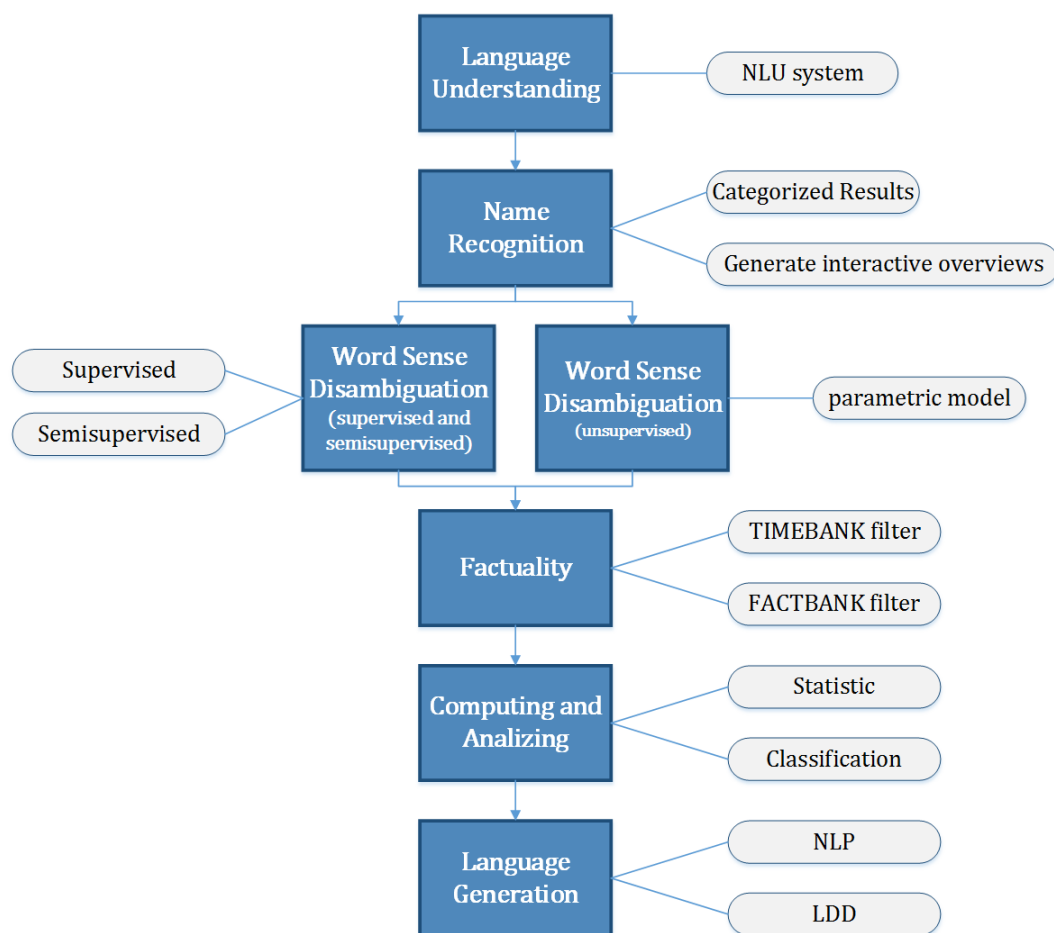 Language
Understanding
NLU system
Name
Recognition
Categorized Results
Generate interactive overviews
Supervised
Semisupervised
Word Sense
Disambiguation
(supervised and
semisupervised)
Word Sense
Disambiguation
(unsupervised)
parametric model
Factuality
TIMEBANK filter
FACTBANK filter
Computing and
Analizing
Statistic
Classification
Language
Generation
NLP
LDD